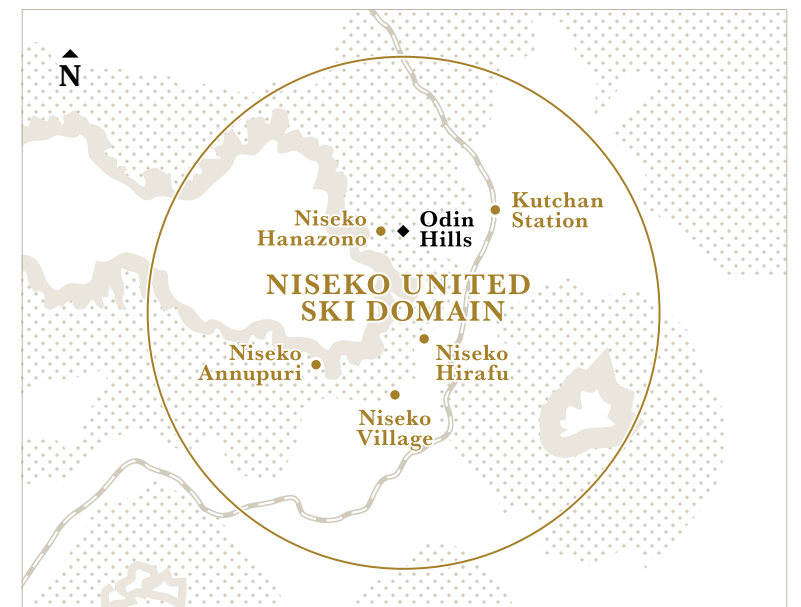 N
Kutchan
Station
Niseko
Hanazono
Odin
Hills
NISEKO UNITED
SKI DOMAIN
Niseko
Annupuri
Niseko
Hirafu
Niseko
Village